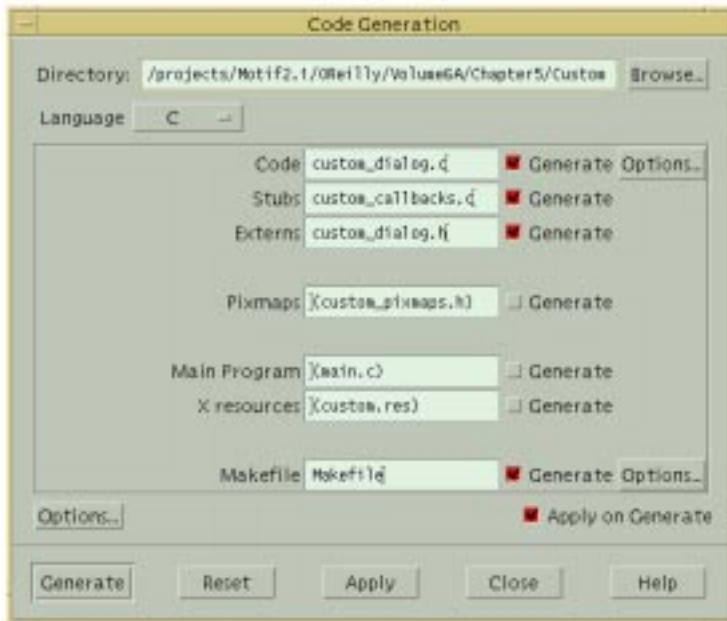 Code Generation
Directory: /projects/Motif2.1/OReilly/Volume6A/Chapter5/Custom Browse...
Language C
Code custom_dialog.c Generate Options...
Stubs custom_callbacks.c Generate
Externs custom_dialog.h Generate
Pixmaps (custom_pixmaps.h) Generate
Main Program (main.c) Generate
X resources (custom.res) Generate
Makefile Makefile Generate Options...
Options... Apply on Generate
Generate Reset Apply Close Help